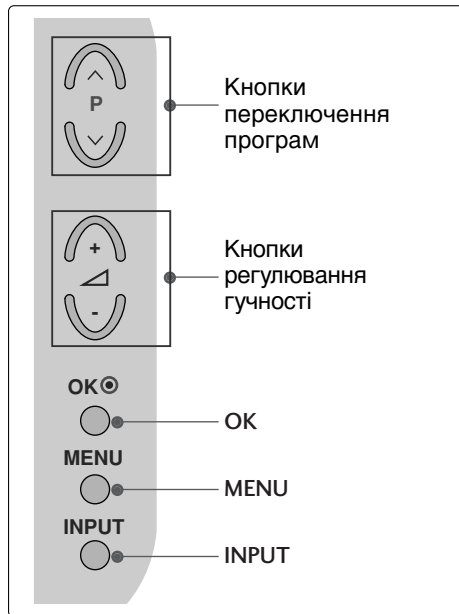 P
Кнопки
переключення
програм
+
-
Кнопки
регулювання
гучності
OK
OK
MENU
MENU
INPUT
INPUT